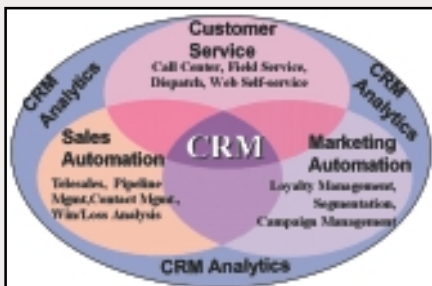 Customer
Service
Call Center, Field Service,
Dispatch, Web Self-service
CRM Analytics
CRM Analytics
Sales
Automation
Telesales, Pipeline
Mgmt,Contact Mgmt,
Win/Loss Analysis
CRM
Marketing
Automation
Loyalty Management,
Segmentation,
Campaign Management
CRM Analytics